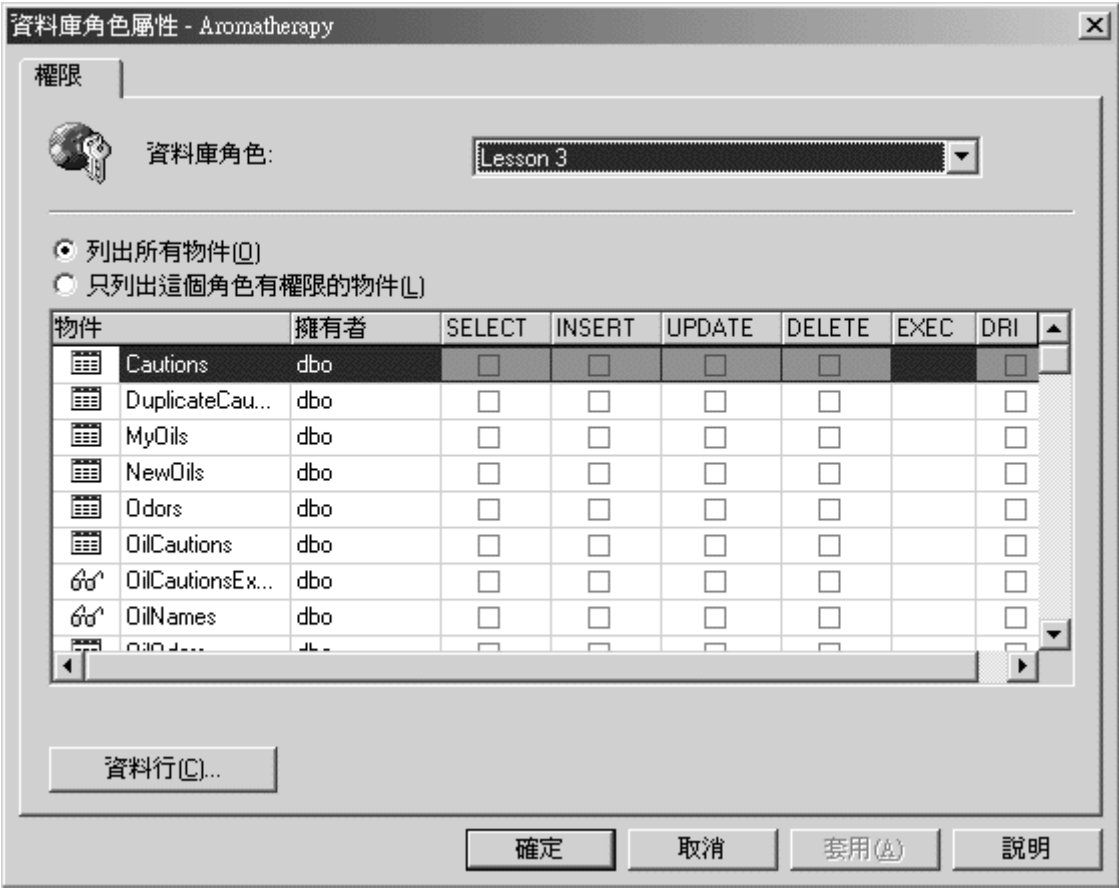 資料庫角色屬性 - Aromatherapy
權限
資料庫角色: Lesson 3
列出所有物件(O)
只列出這個角色有權限的物件(L)
物件 擁有者 SELECT INSERT UPDATE DELETE EXEC DRI
Cautions dbo
DuplicateCau... dbo
MyOils dbo
NewOils dbo
Odors dbo
OilCautions dbo
OilCautionsEx... dbo
OilNames dbo
資料行(C)...
確定 取消 套用(A) 說明